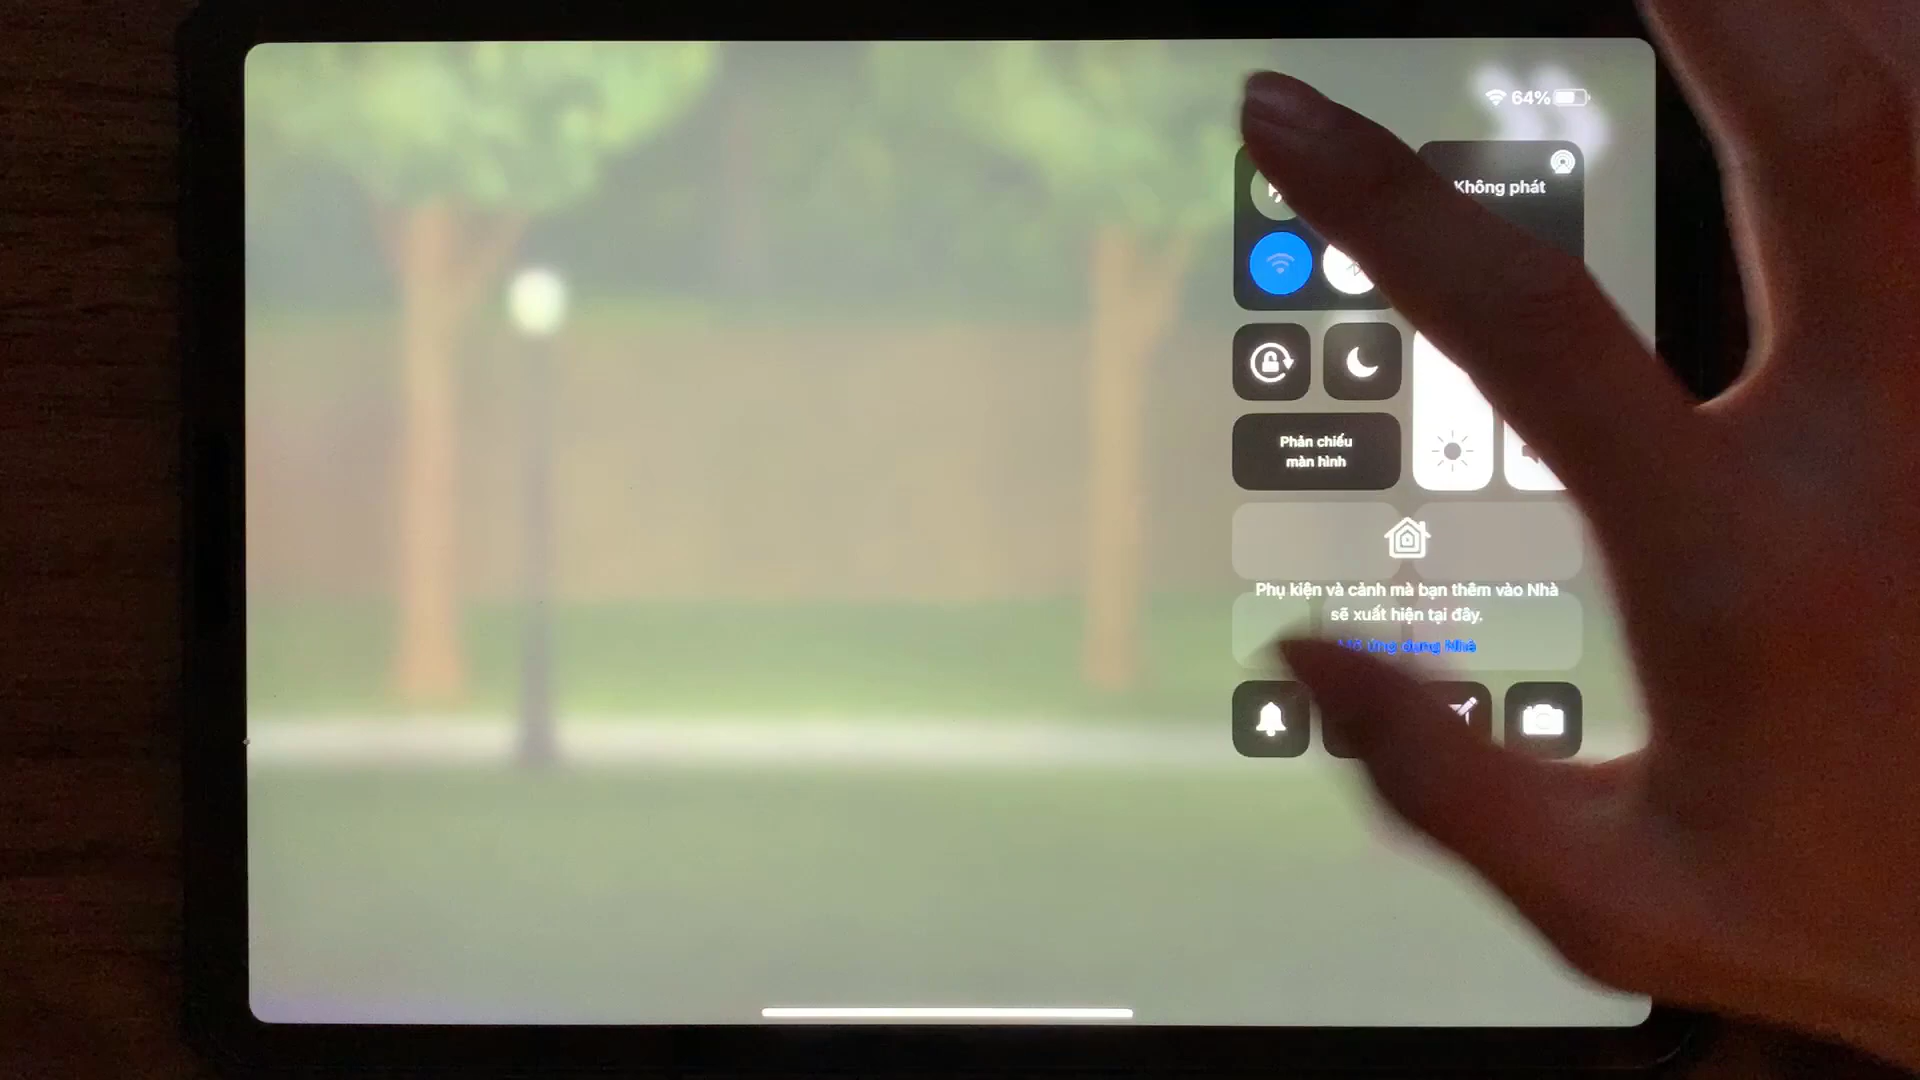 64%
Không phát
Phản chiếu
màn hình
Phụ kiện và cảnh mà bạn thêm vào Nhà
sẽ xuất hiện tại đây.
ứng dụng Nhà